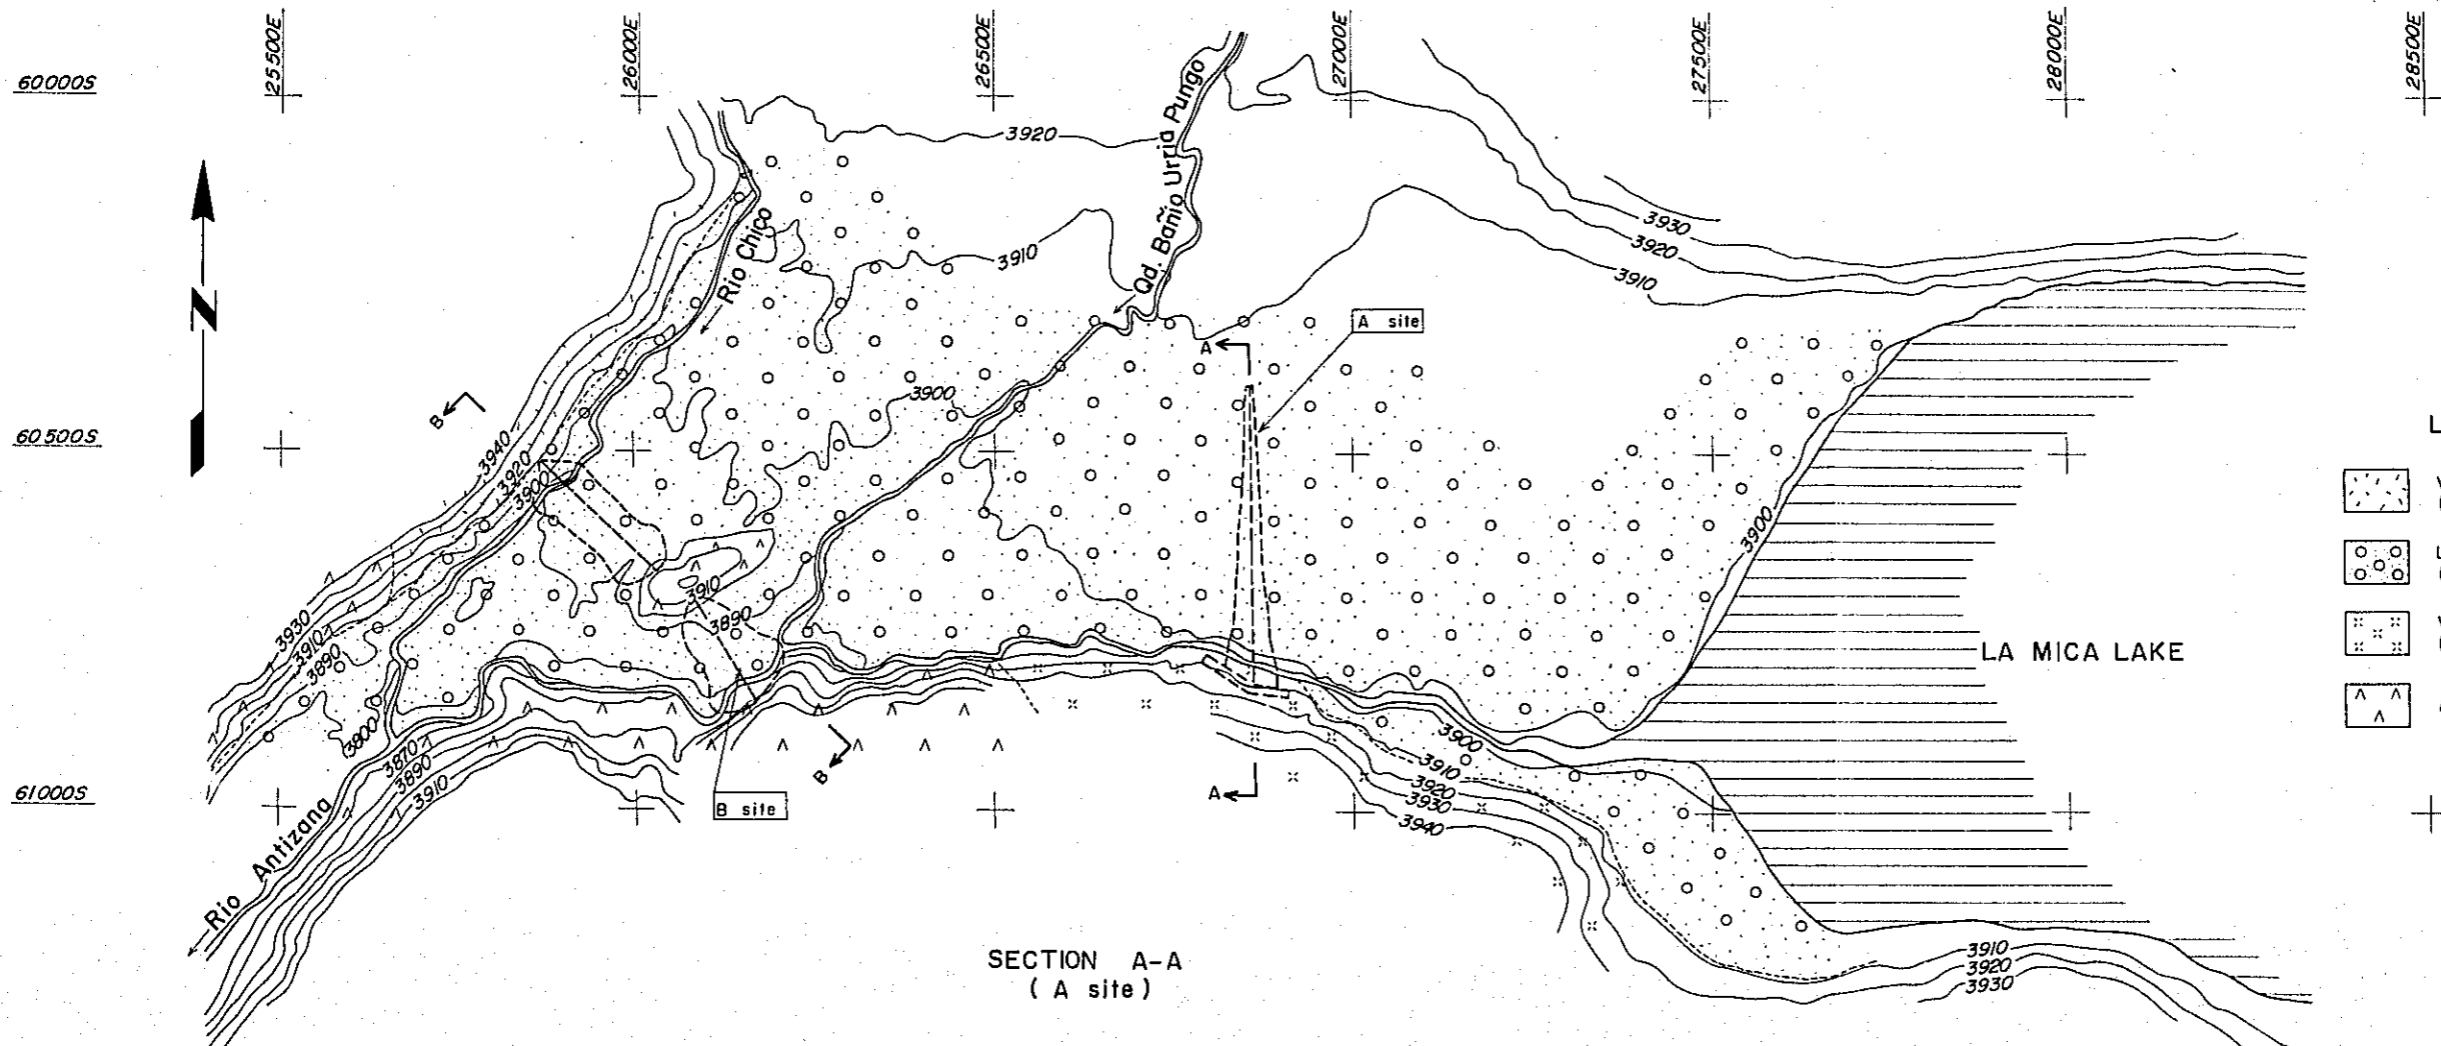 25500E
26000E
26500E
27000E
27500E
28000E
28500E
60000S
60500S
61000S
N
3920
3910
3900
3930
3920
3910
Qd. Bañio Urria Pungo
Rio Chico
A site
A
A
B
B
B site
3940
3920
3900
3910
3890
3930
3910
3890
3800
3870
3890
3910
Rio Antizana
3900
3900
3910
3920
3930
3940
3910
3920
3930
LA MICA LAKE
SECTION A-A
( A site )